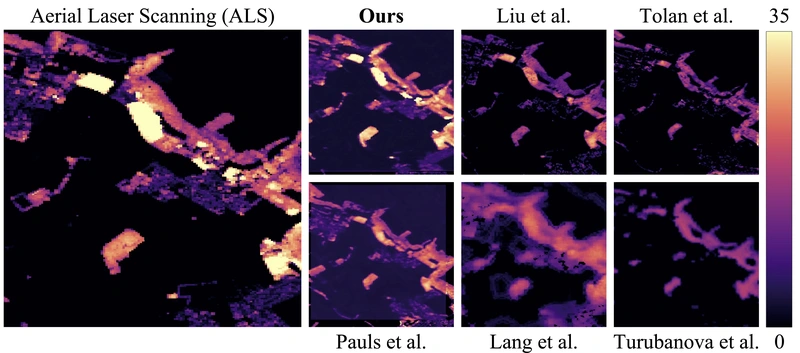 Aerial Laser Scanning (ALS)
Ours
Liu et al.
Tolan et al.
35
Pauls et al.
Lang et al.
Turubanova et al.
0